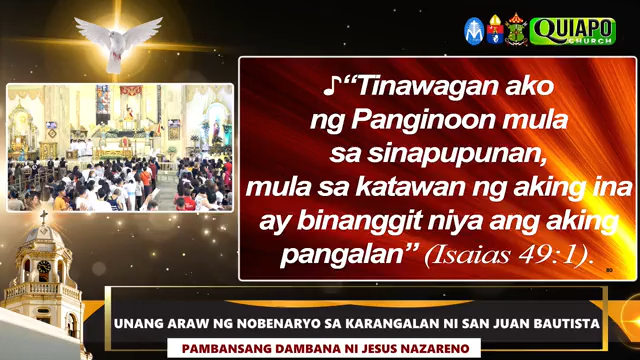 QUIAPO
CHURCH
♪“Tinawagan ako
ng Panginoon mula
sa sinapupunan,
mula sa katawan ng aking ina
ay binanggit niya ang aking
pangalan” (Isaias 49:1).
80
UNANG ARAW NG NOBENARYO SA KARANGALAN NI SAN JUAN BAUTISTA
PAMBANSANG DAMBANA NI JESUS NAZARENO